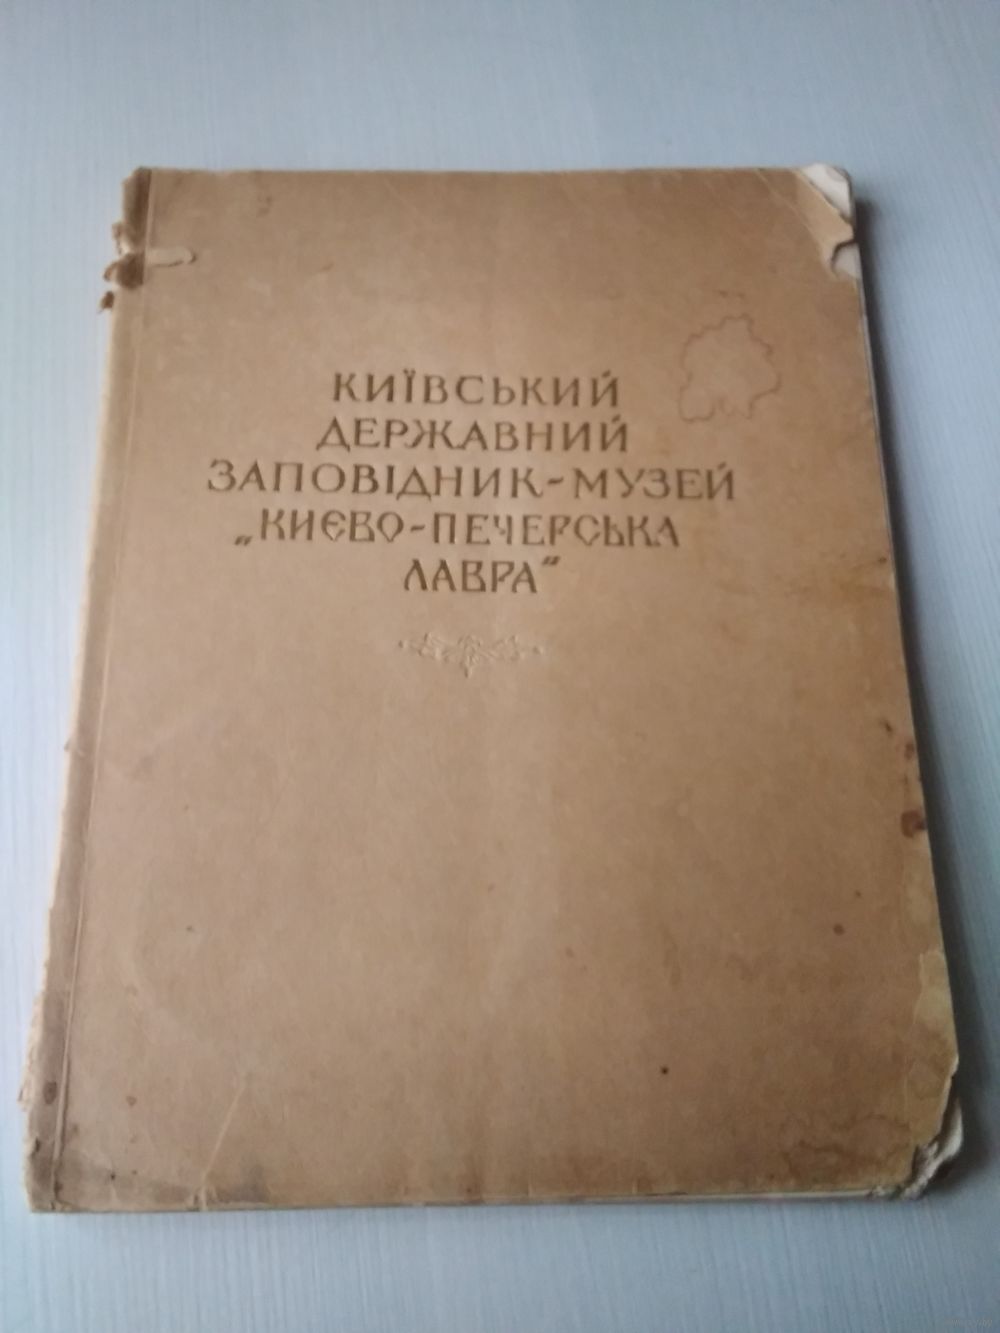 КИЇВСЬКИЙ
ДЕРЖАВНИЙ
ЗАПОВІДНИК-МУЗЕЙ
„КИЄВО-ПЕЧЕРСЬКА
ЛАВРА"